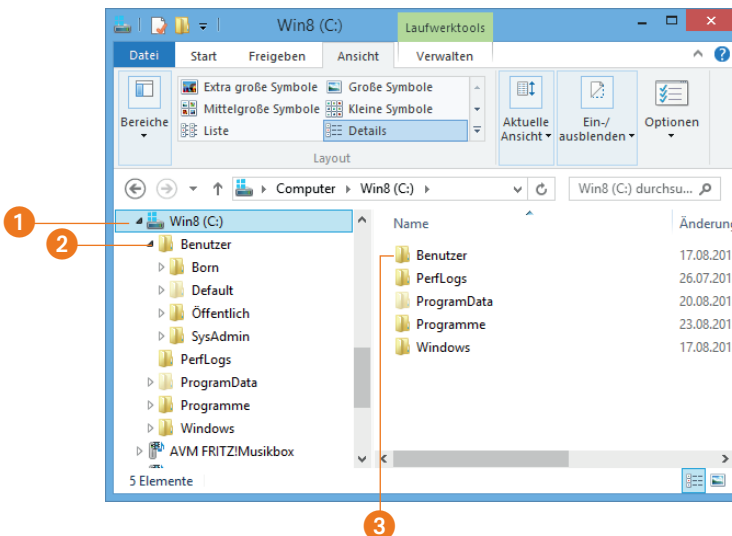 Win8 (C:)
Laufwerktools
Datei Start Freigeben Ansicht Verwalten
Bereiche
Extra große Symbole Große Symbole
Mittelgroße Symbole Kleine Symbole
Liste Details
Layout
Aktuelle Ansicht
Ein-/ausblenden
Optionen
Computer Win8 (C:)
Win8 (C:) durchsu...
1
Win8 (C:)
2
Benutzer
Born
Default
Öffentlich
SysAdmin
PerfLogs
ProgramData
Programme
Windows
AVM FRITZ!Musikbox
Name Änderung
Benutzer 17.08.201
PerfLogs 26.07.201
ProgramData 20.08.201
Programme 23.08.201
Windows 17.08.201
5 Elemente
3